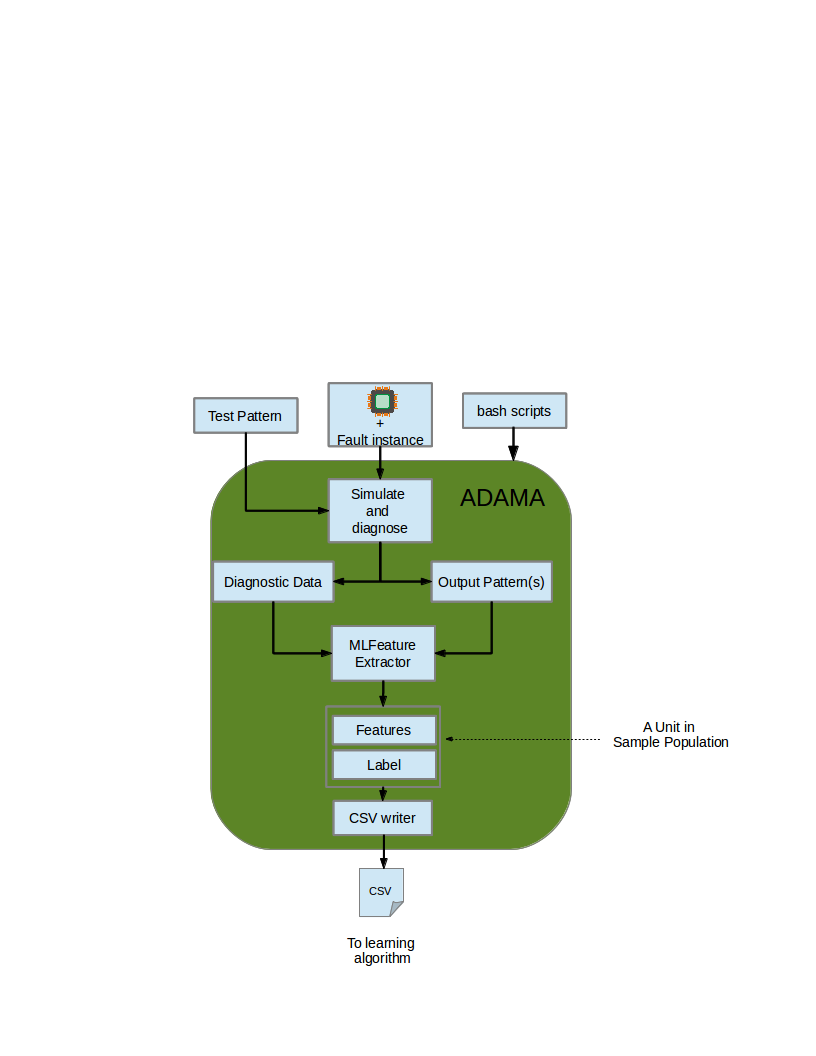 Test Pattern
+
Fault instance
bash scripts
ADAMA
Simulate
and
diagnose
Diagnostic Data
Output Pattern(s)
MLFeature
Extractor
Features
Label
A Unit in
Sample Population
CSV writer
CSV
To learning
algorithm